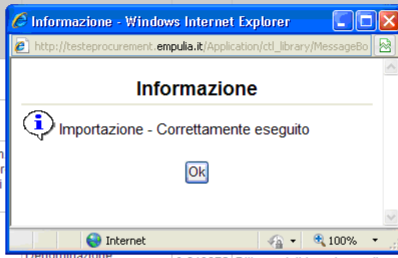 Informazione - Windows Internet Explorer
http://testeprocurement.empulia.it/Application/ctl_library/MessageBo
Informazione
Importazione - Correttamente eseguito
Ok
Internet
100%